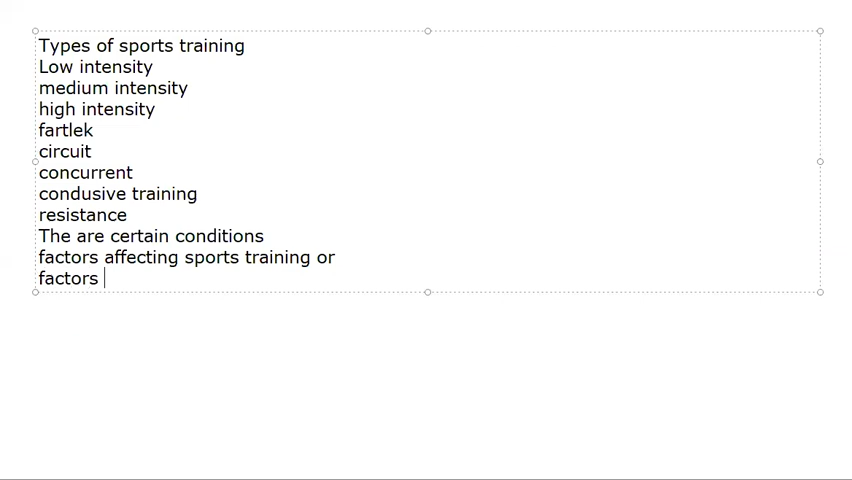 Types of sports training
Low intensity
medium intensity
high intensity
fartlek
circuit
concurrent
condusive training
resistance
The are certain conditions
factors affecting sports training or
factors